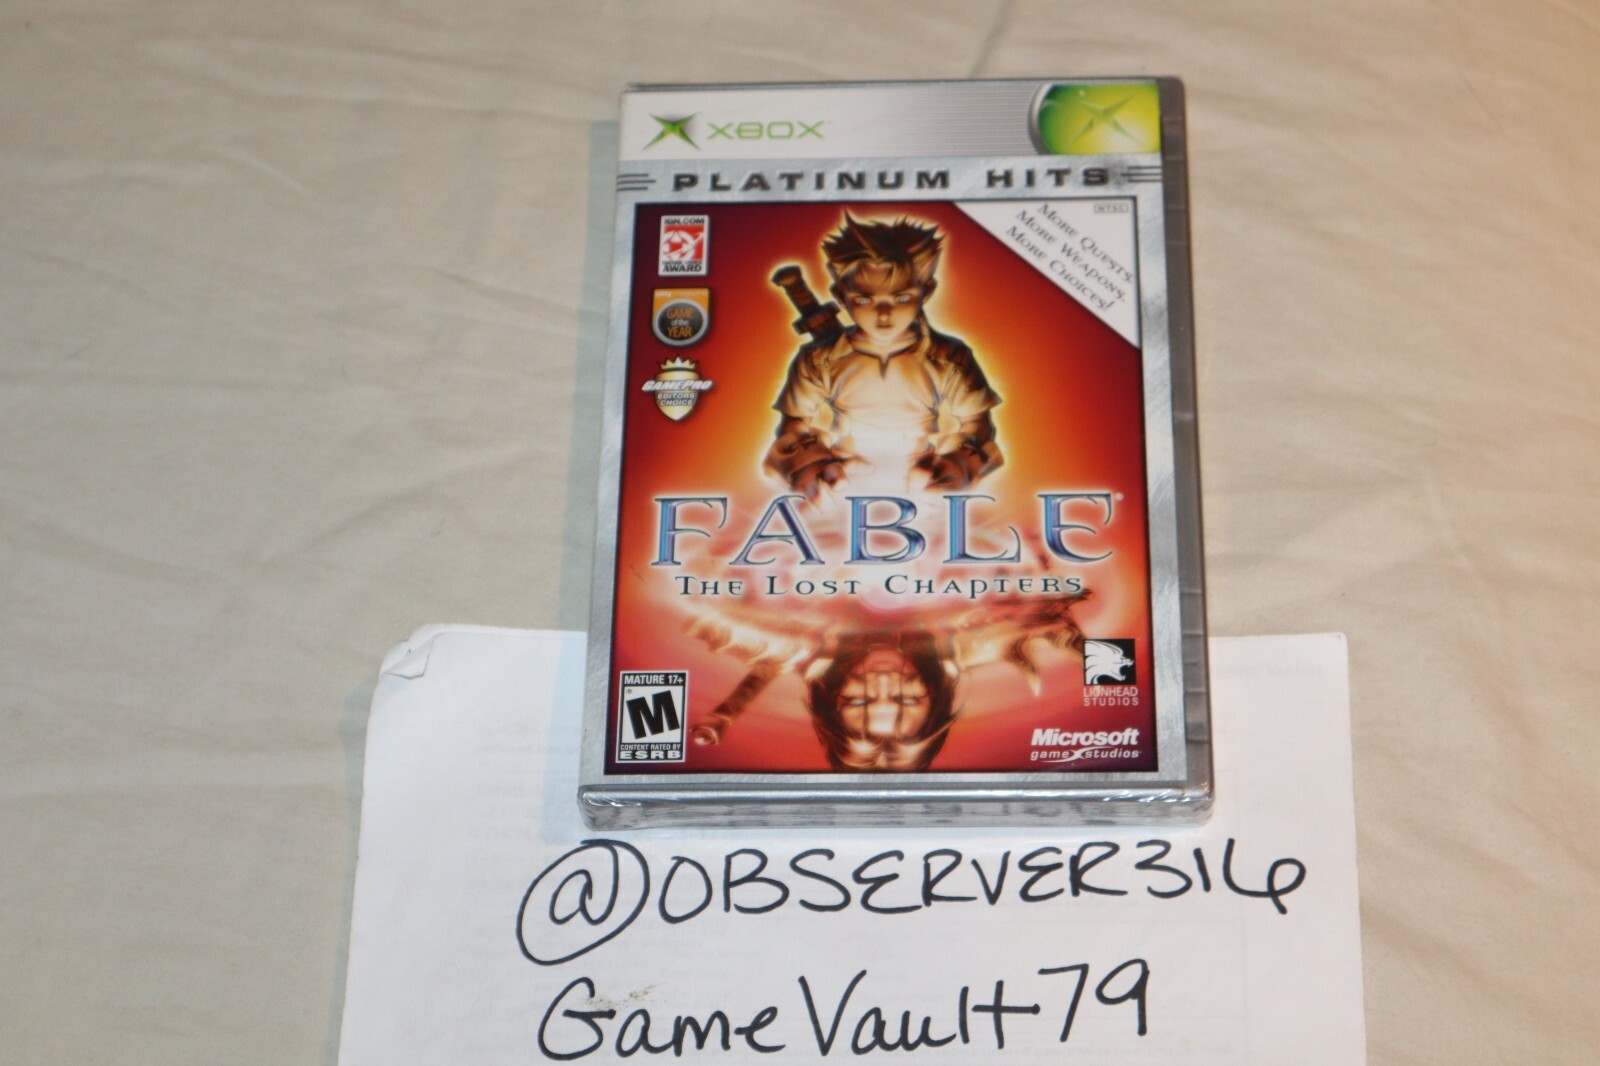 XBOX
PLATINUM HITS
NTSC
More Quests,
More Weapons,
More Choices!
IGN.COM
AWARD
GAME
of the
YEAR
GAMEPRO
EDITORS'
CHOICE
FABLE®
The Lost Chapters
MATURE 17+
M
CONTENT RATED BY
ESRB
LIONHEAD
STUDIOS
Microsoft
game studios
@OBSERVER316
GameVault79